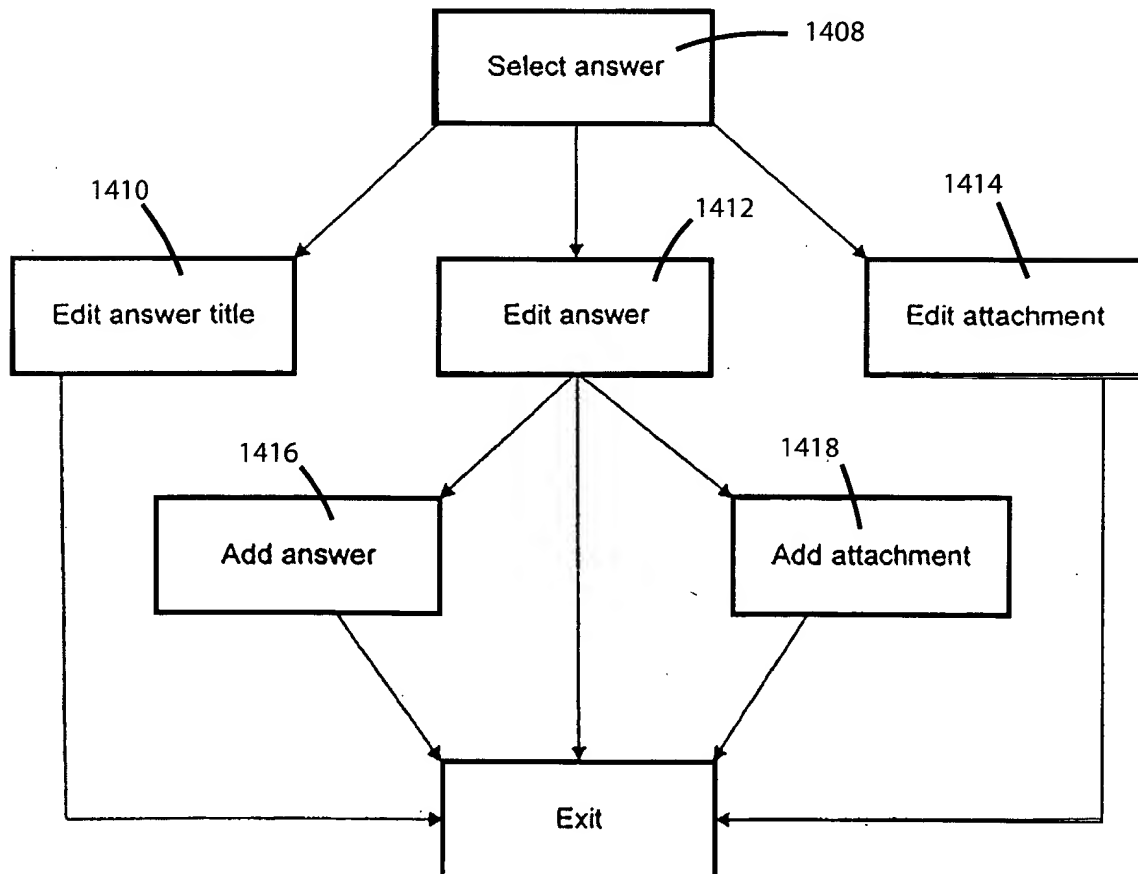 1408
Select answer
1410
1412
1414
Edit answer title
Edit answer
Edit attachment
1416
1418
Add answer
Add attachment
Exit